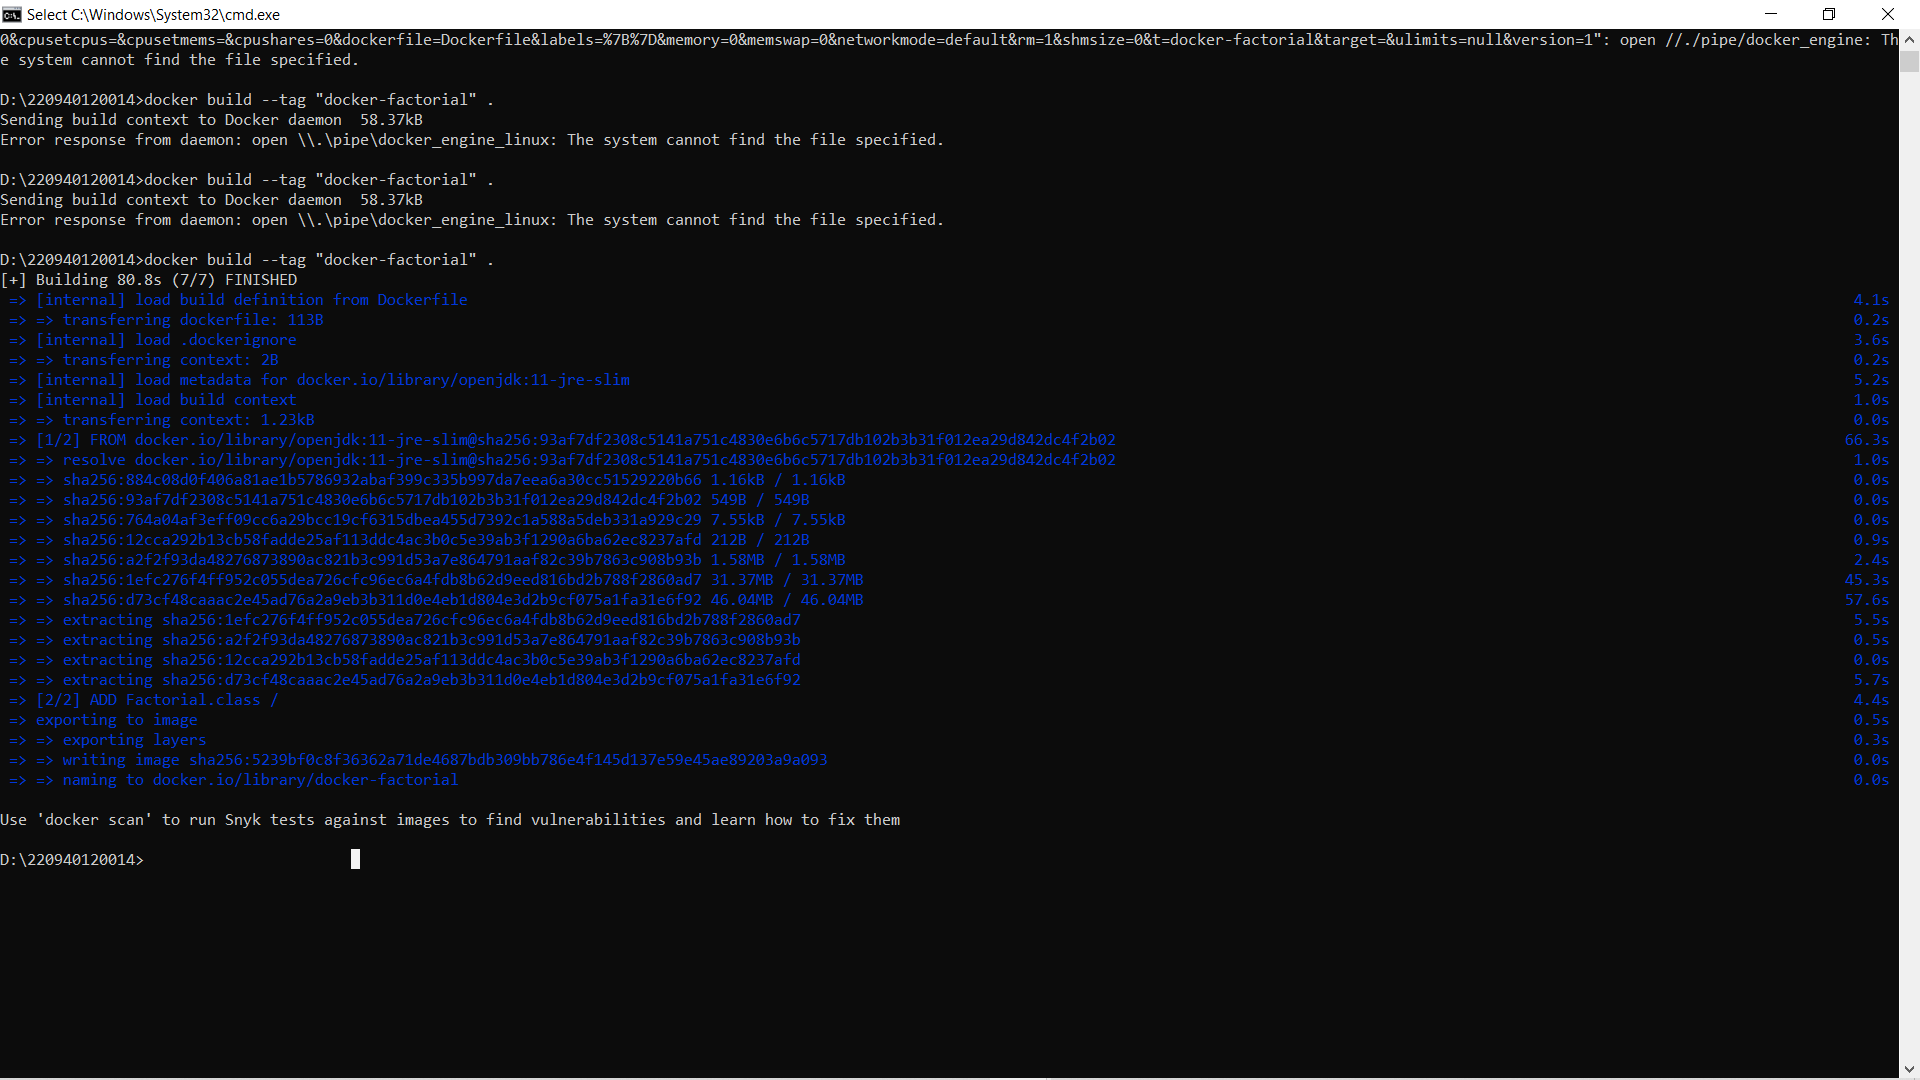 Select C:\Windows\System32\cmd.exe
0&cpusetcpus=&cpusetmems=&cpushares=0&dockerfile=Dockerfile&labels=%7B%7D&memory=0&memswap=0&networkmode=default&rm=1&shmsize=0&t=docker-factorial&target=&ulimits=null&version=1": open //./pipe/docker_engine: Th
e system cannot find the file specified.
D:\220940120014>docker build --tag "docker-factorial" .
Sending build context to Docker daemon  58.37kB
Error response from daemon: open \\.\pipe\docker_engine_linux: The system cannot find the file specified.
D:\220940120014>docker build --tag "docker-factorial" .
Sending build context to Docker daemon  58.37kB
Error response from daemon: open \\.\pipe\docker_engine_linux: The system cannot find the file specified.
D:\220940120014>docker build --tag "docker-factorial" .
[+] Building 80.8s (7/7) FINISHED
=> [internal] load build definition from Dockerfile 4.1s
=> => transferring dockerfile: 113B 0.2s
=> [internal] load .dockerignore 3.6s
=> => transferring context: 2B 0.2s
=> [internal] load metadata for docker.io/library/openjdk:11-jre-slim 5.2s
=> [internal] load build context 1.0s
=> => transferring context: 1.23kB 0.0s
=> [1/2] FROM docker.io/library/openjdk:11-jre-slim@sha256:93af7df2308c5141a751c4830e6b6c5717db102b3b31f012ea29d842dc4f2b02 66.3s
=> => resolve docker.io/library/openjdk:11-jre-slim@sha256:93af7df2308c5141a751c4830e6b6c5717db102b3b31f012ea29d842dc4f2b02 1.0s
=> => sha256:884c08d0f406a81ae1b5786932abaf399c335b997da7eea6a30cc51529220b66 1.16kB / 1.16kB 0.0s
=> => sha256:93af7df2308c5141a751c4830e6b6c5717db102b3b31f012ea29d842dc4f2b02 549B / 549B 0.0s
=> => sha256:764a04af3eff09cc6a29bcc19cf6315dbea455d7392c1a588a5deb331a929c29 7.55kB / 7.55kB 0.0s
=> => sha256:12cca292b13cb58fadde25af113ddc4ac3b0c5e39ab3f1290a6ba62ec8237afd 212B / 212B 0.9s
=> => sha256:a2f2f93da48276873890ac821b3c991d53a7e864791aaf82c39b7863c908b93b 1.58MB / 1.58MB 2.4s
=> => sha256:1efc276f4ff952c055dea726cfc96ec6a4fdb8b62d9eed816bd2b788f2860ad7 31.37MB / 31.37MB 45.3s
=> => sha256:d73cf48caaac2e45ad76a2a9eb3b311d0e4eb1d804e3d2b9cf075a1fa31e6f92 46.04MB / 46.04MB 57.6s
=> => extracting sha256:1efc276f4ff952c055dea726cfc96ec6a4fdb8b62d9eed816bd2b788f2860ad7 5.5s
=> => extracting sha256:a2f2f93da48276873890ac821b3c991d53a7e864791aaf82c39b7863c908b93b 0.5s
=> => extracting sha256:12cca292b13cb58fadde25af113ddc4ac3b0c5e39ab3f1290a6ba62ec8237afd 0.0s
=> => extracting sha256:d73cf48caaac2e45ad76a2a9eb3b311d0e4eb1d804e3d2b9cf075a1fa31e6f92 5.7s
=> [2/2] ADD Factorial.class / 4.4s
=> exporting to image 0.5s
=> => exporting layers 0.3s
=> => writing image sha256:5239bf0c8f36362a71de4687bdb309bb786e4f145d137e59e45ae89203a9a093 0.0s
=> => naming to docker.io/library/docker-factorial 0.0s
Use 'docker scan' to run Snyk tests against images to find vulnerabilities and learn how to fix them
D:\220940120014>